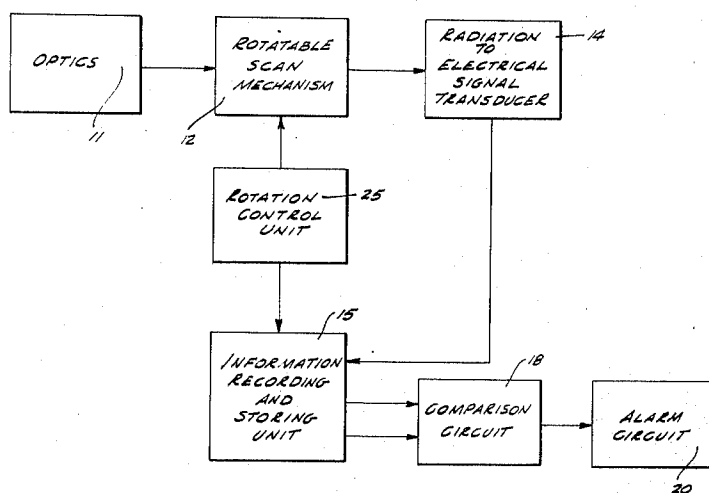 OPTICS
11
ROTATABLE
SCAN
MECHANISM
12
RADIATION
TO
ELECTRICAL
SIGNAL
TRANSDUCER
14
ROTATION
CONTROL
UNIT
25
INFORMATION
RECORDING
AND
STORING
UNIT
15
COMPARISON
CIRCUIT
18
ALARM
CIRCUIT
20